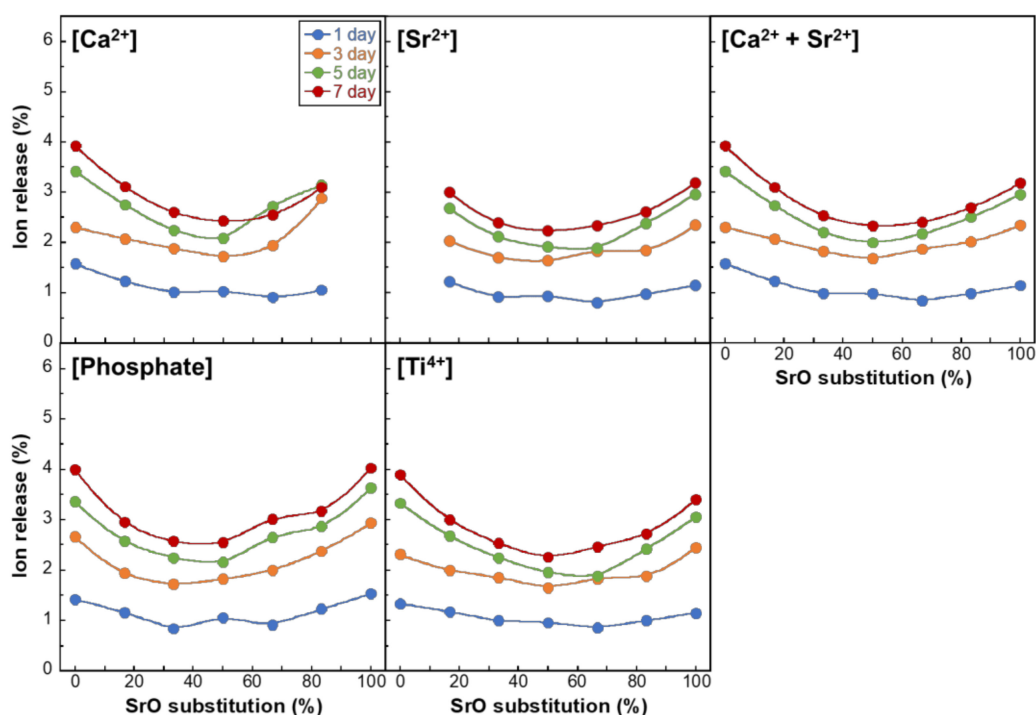 [Ca²⁺]
1 day
3 day
5 day
7 day
[Sr²⁺]
[Ca²⁺ + Sr²⁺]
Ion release (%)
6
5
4
3
2
1
0
0 20 40 60 80 100
SrO substitution (%)
[Phosphate]
[Ti⁴⁺]
Ion release (%)
6
5
4
3
2
1
0
0 20 40 60 80 100
0 20 40 60 80 100
SrO substitution (%)
SrO substitution (%)